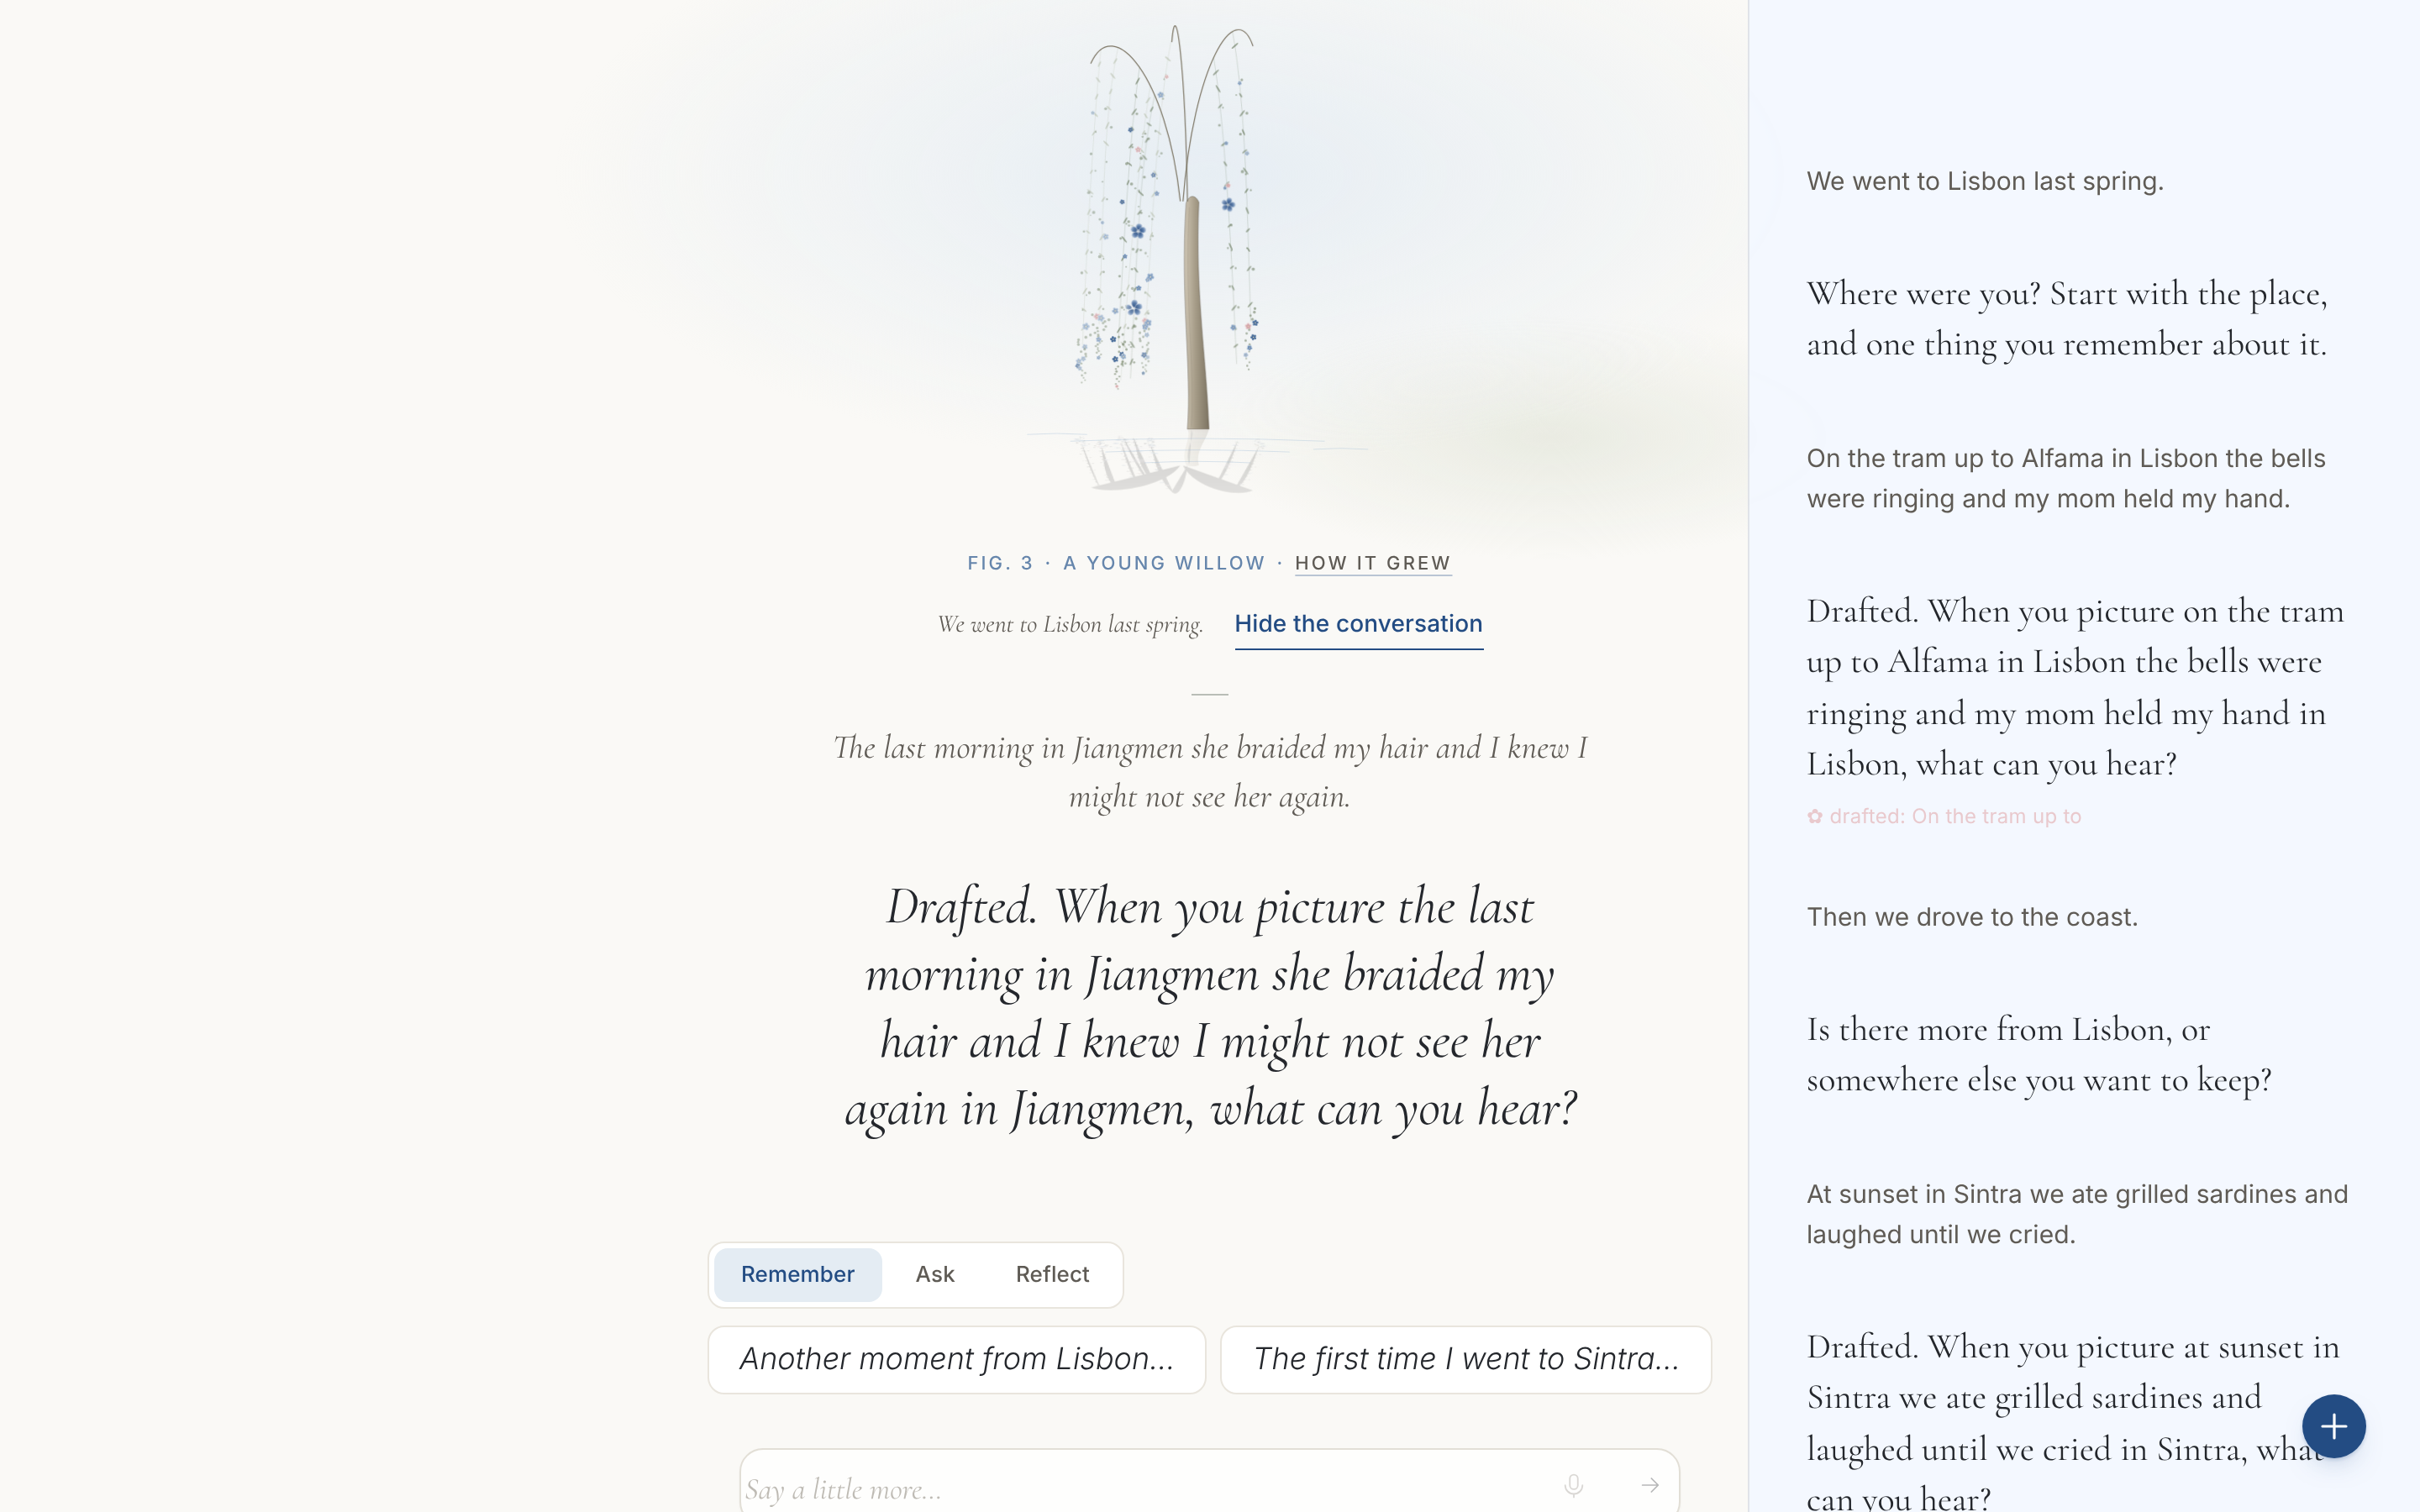 FIG. 3 · A YOUNG WILLOW · HOW IT GREW
We went to Lisbon last spring. Hide the conversation
The last morning in Jiangmen she braided my hair and I knew I
might not see her again.
Drafted. When you picture the last
morning in Jiangmen she braided my
hair and I knew I might not see her
again in Jiangmen, what can you hear?
Remember Ask Reflect
Another moment from Lisbon... The first time I went to Sintra...
Say a little more...
We went to Lisbon last spring.
Where were you? Start with the place,
and one thing you remember about it.
On the tram up to Alfama in Lisbon the bells
were ringing and my mom held my hand.
Drafted. When you picture on the tram
up to Alfama in Lisbon the bells were
ringing and my mom held my hand in
Lisbon, what can you hear?
✿ drafted: On the tram up to
Then we drove to the coast.
Is there more from Lisbon, or
somewhere else you want to keep?
At sunset in Sintra we ate grilled sardines and
laughed until we cried.
Drafted. When you picture at sunset in
Sintra we ate grilled sardines and
laughed until we cried in Sintra, what
can you hear?